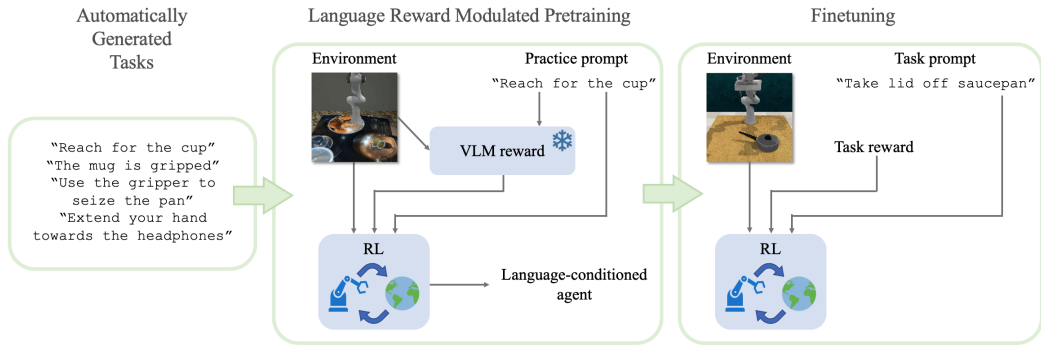 Automatically
Generated
Tasks
“Reach for the cup”
“The mug is gripped”
“Use the gripper to
seize the pan”
“Extend your hand
towards the headphones”
Language Reward Modulated Pretraining
Environment
Practice prompt
“Reach for the cup”
VLM reward
RL
Language-conditioned
agent
Finetuning
Environment
Task prompt
“Take lid off saucepan”
Task reward
RL